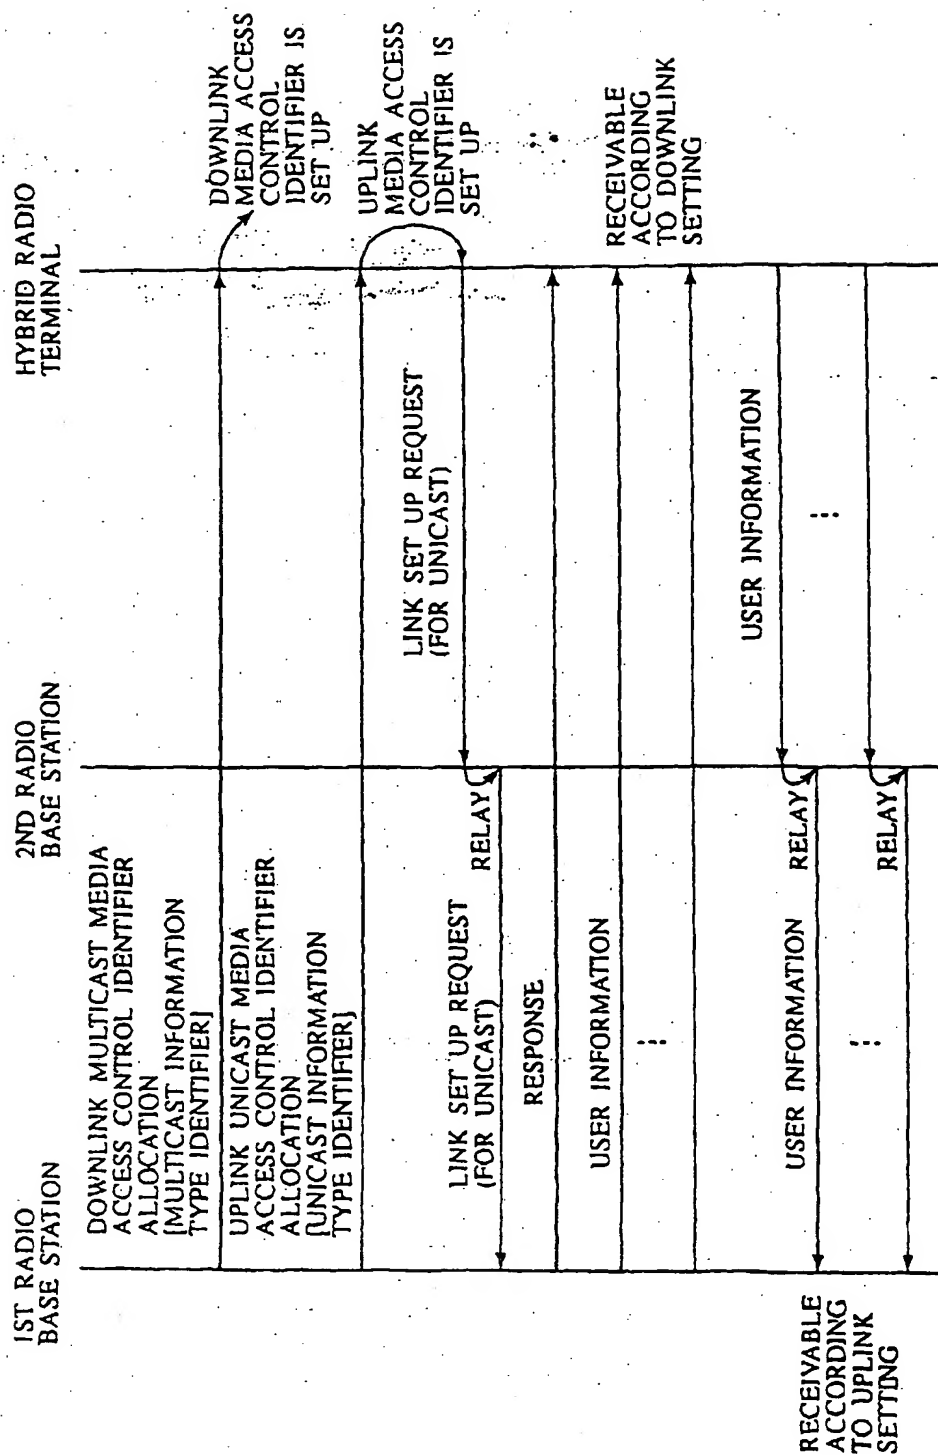 1ST RADIO
BASE STATION
2ND RADIO
BASE STATION
HYBRID RADIO
TERMINAL
DOWNLINK MULTICAST MEDIA
ACCESS CONTROL IDENTIFIER
ALLOCATION
[MULTICAST INFORMATION
TYPE IDENTIFIER]
DOWNLINK
MEDIA ACCESS
CONTROL
IDENTIFIER IS
SET UP
UPLINK UNICAST MEDIA
ACCESS CONTROL IDENTIFIER
ALLOCATION
[UNICAST INFORMATION
TYPE IDENTIFIER]
UPLINK
MEDIA ACCESS
CONTROL
IDENTIFIER IS
SET UP
LINK SET UP REQUEST
(FOR UNICAST)
RELAY
LINK SET UP REQUEST
(FOR UNICAST)
RESPONSE
USER INFORMATION
RECEIVABLE
ACCORDING
TO DOWNLINK
SETTING
USER INFORMATION
RELAY
USER INFORMATION
RELAY
RECEIVABLE
ACCORDING
TO UPLINK
SETTING